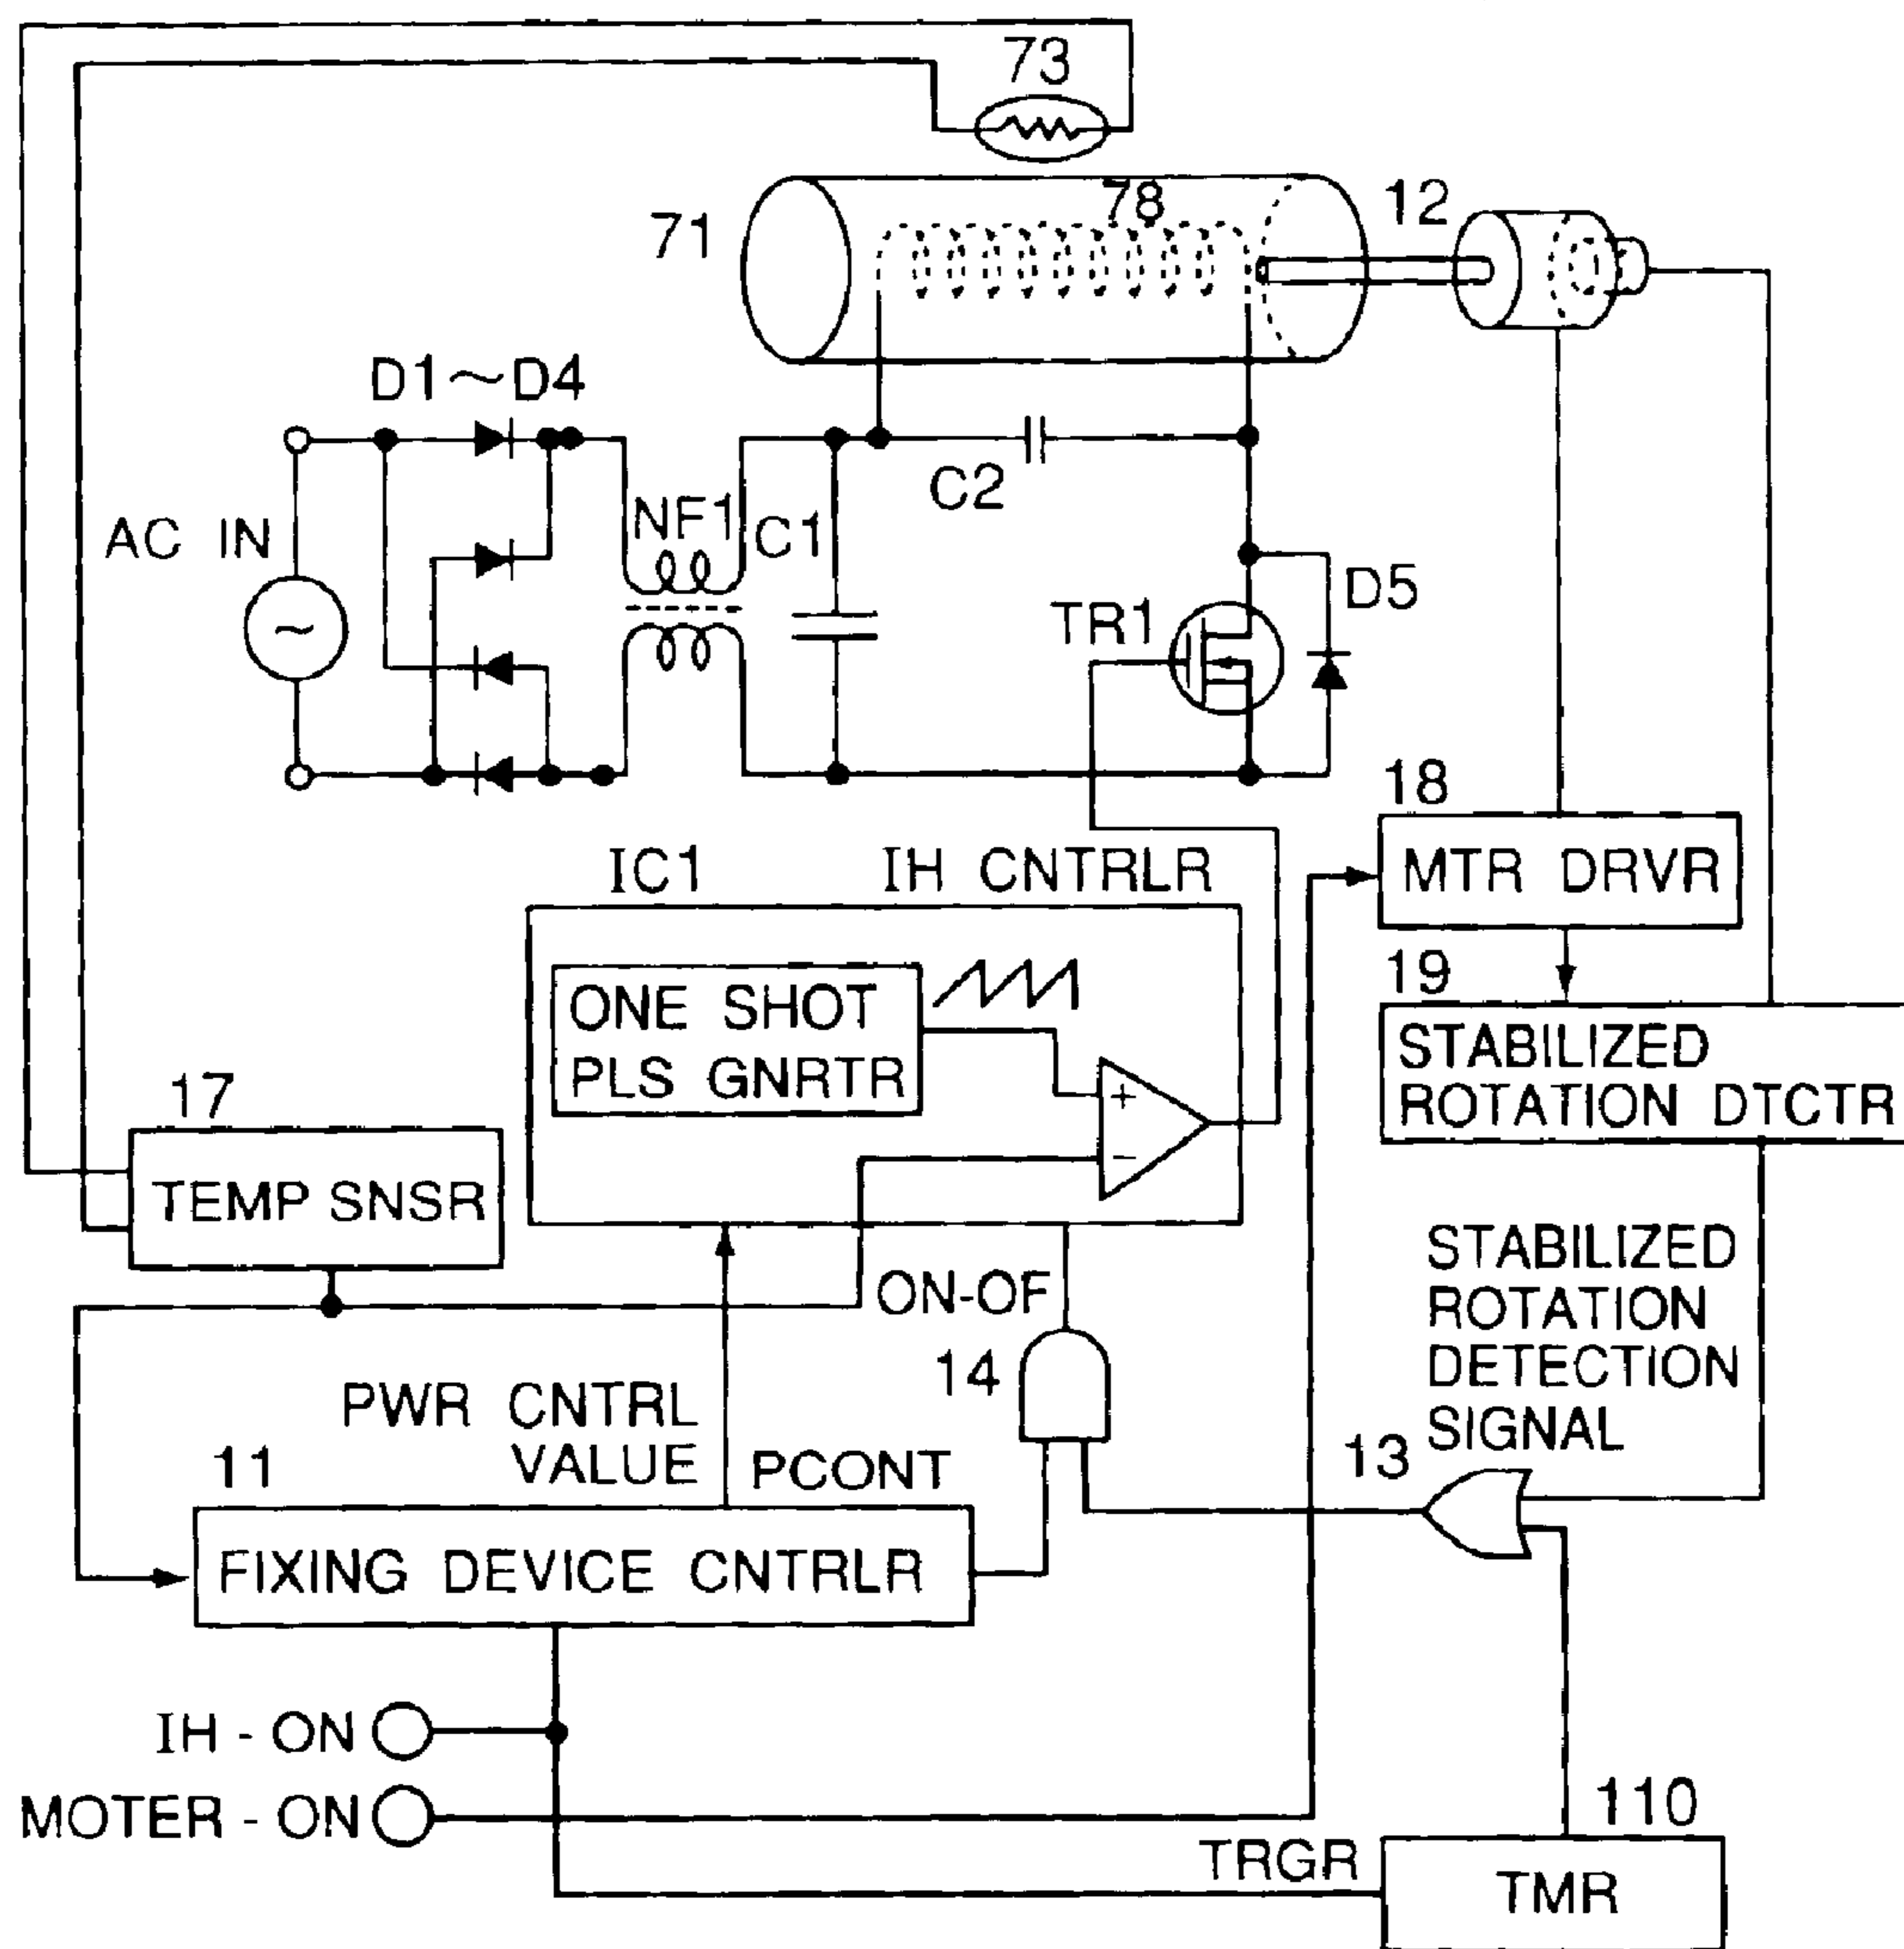 73
78
12
71
D1~D4
C2
NF1
C1
AC IN
D5
TR1
18
IC1
IH CNTRLR
MTR DRVR
19
ONE SHOT
PLS GNRTR
+
−
STABILIZED
ROTATION DTCTR
17
TEMP SNSR
STABILIZED
ROTATION
DETECTION
SIGNAL
ON-OF
14
PWR CNTRL
VALUE
PCONT
13
11
FIXING DEVICE CNTRLR
IH - ON
MOTER - ON
110
TRGR
TMR